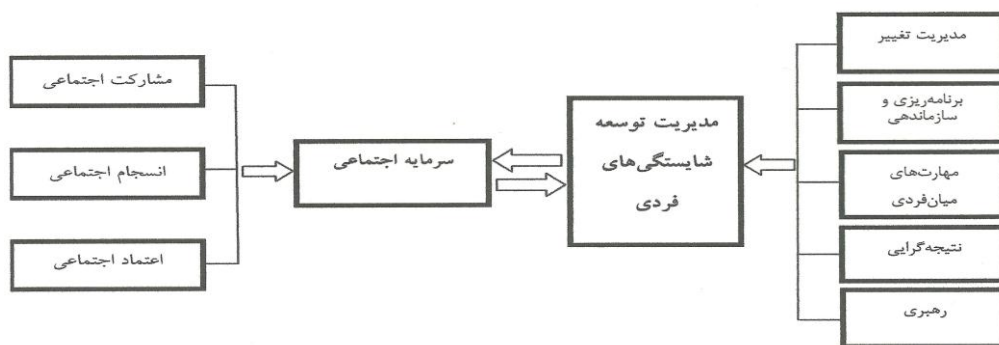 مدیریت تغییر
برنامه‌ریزی و
سازماندهی
مهارت‌های
میان‌فردی
نتیجه‌گرایی
رهبری
مدیریت توسعه
شایستگی‌های
فردی
سرمایه اجتماعی
مشارکت اجتماعی
انسجام اجتماعی
اعتماد اجتماعی